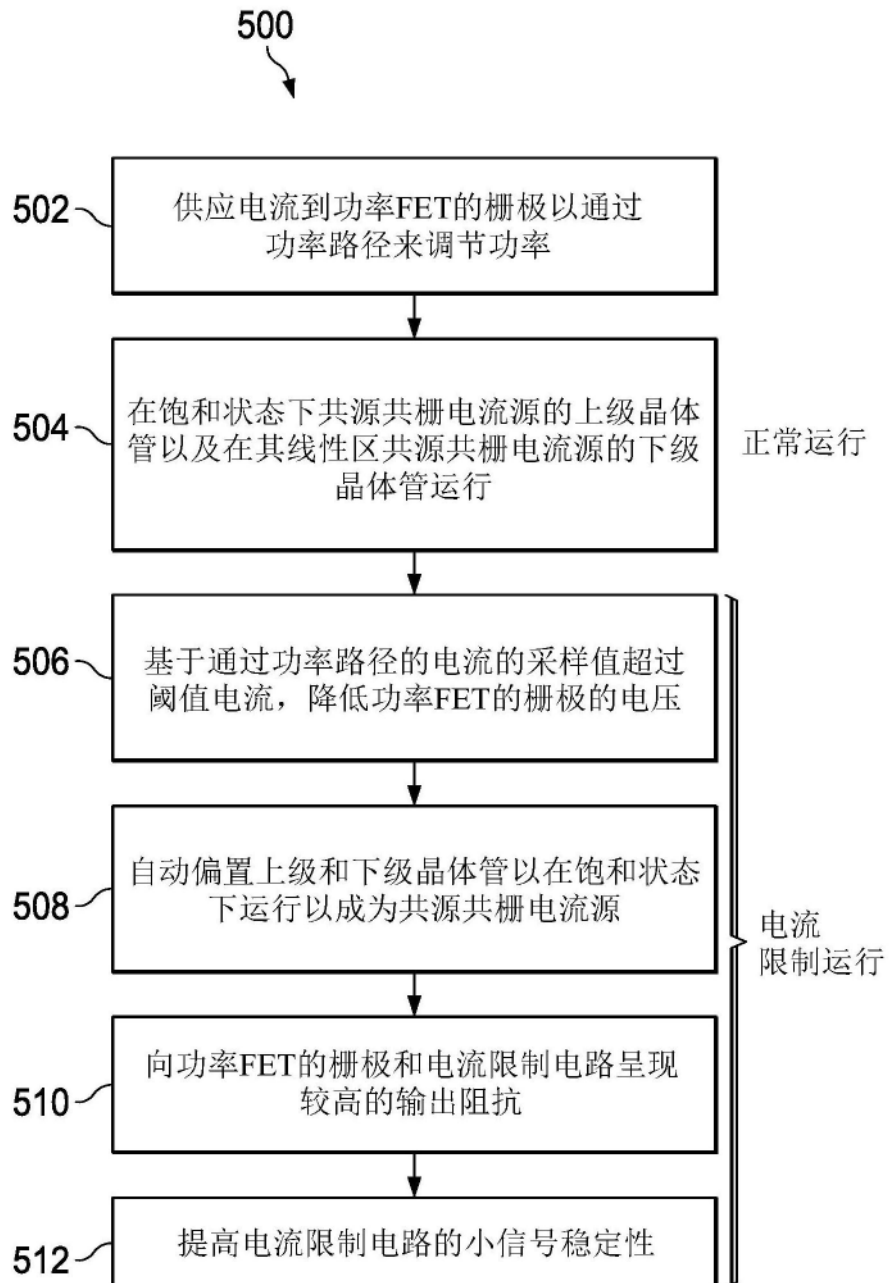 500
502
供应电流到功率FET的栅极以通过
功率路径来调节功率
504
在饱和状态下共源共栅电流源的上级晶体
管以及在其线性区共源共栅电流源的下级
晶体管运行
正常运行
506
基于通过功率路径的电流的采样值超过
阈值电流，降低功率FET的栅极的电压
508
自动偏置上级和下级晶体管以在饱和状态
下运行以成为共源共栅电流源
电流
限制运行
510
向功率FET的栅极和电流限制电路呈现
较高的输出阻抗
512
提高电流限制电路的小信号稳定性